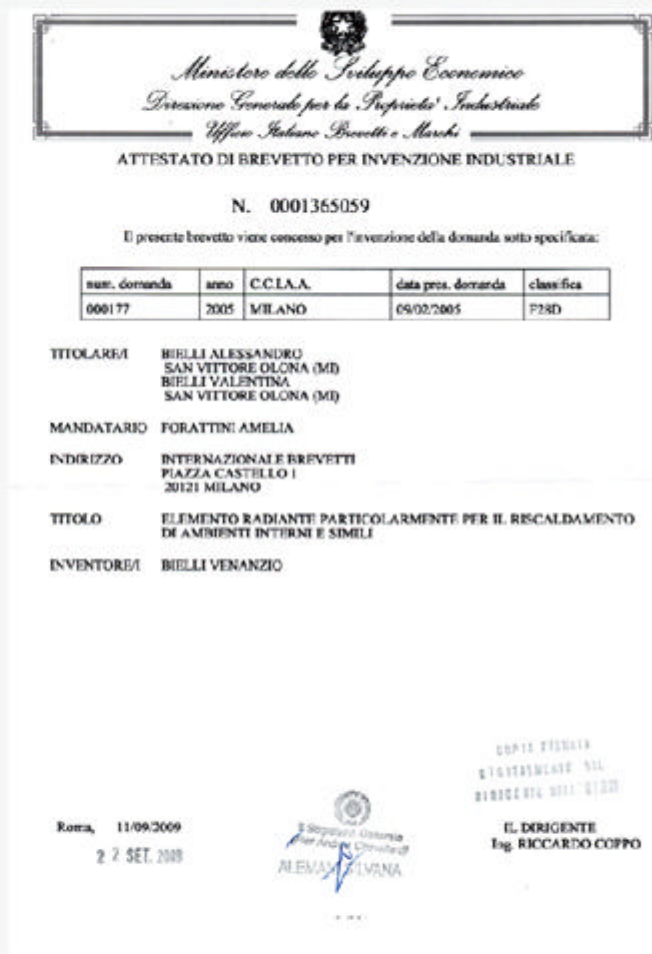 Ministero dello Sviluppo Economico
Direzione Generale per la Proprietà Industriale
Ufficio Italiano Brevetti e Marchi
ATTESTATO DI BREVETTO PER INVENZIONE INDUSTRIALE
N. 0001365059
Il presente brevetto viene concesso per l'invenzione della domanda sotto specificata:
num. domanda anno C.C.I.A.A. data pres. domanda classifica
000177 2005 MILANO 09/02/2005 F28D
TITOLARE/I BIELLI ALESSANDRO
SAN VITTORE OLONA (MI)
BIELLI VALENTINA
SAN VITTORE OLONA (MI)
MANDATARIO FORATTINI AMELIA
INDIRIZZO INTERNAZIONALE BREVETTI
PIAZZA CASTELLO 1
20121 MILANO
TITOLO ELEMENTO RADIANTE PARTICOLARMENTE PER IL RISCALDAMENTO
DI AMBIENTI INTERNI E SIMILI
INVENTORE/I BIELLI VENANZIO
Roma, 11/09/2009
2 2 SET. 2009
SILVANA
IL DIRIGENTE
Ing. RICCARDO COPPO